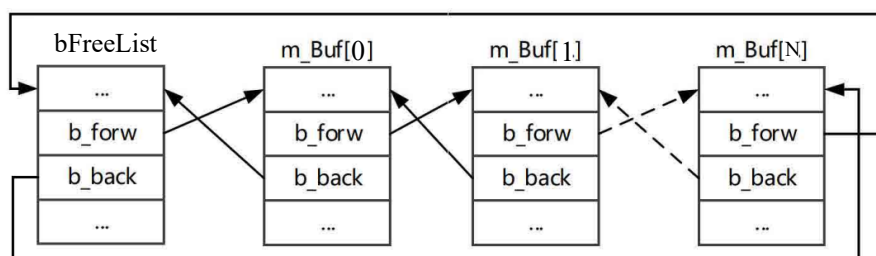 bFreeList m_Buf[0] m_Buf[1.] m_Buf[N]
... ... ... ...
b_forw b_forw b_forw b_forw
b_back b_back b_back b_back
... ... ... ...